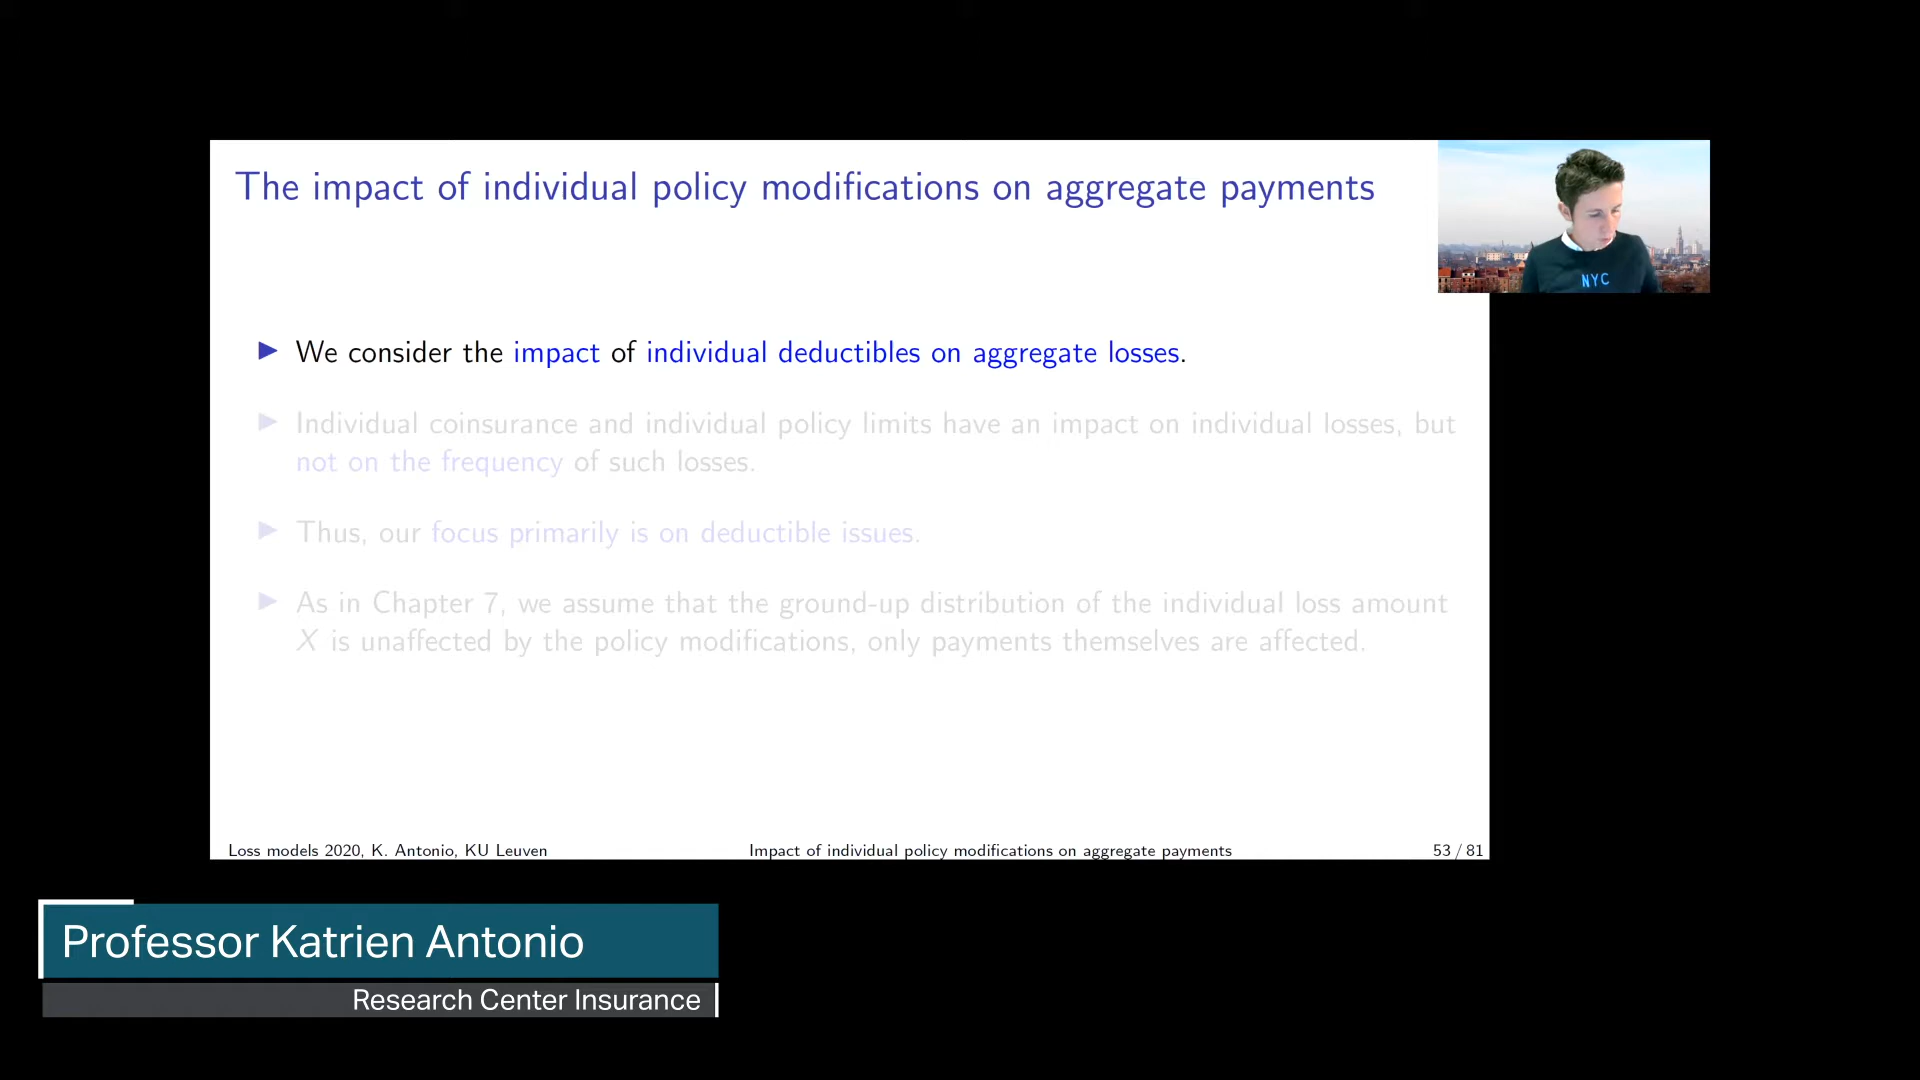 The impact of individual policy modifications on aggregate payments
NYC
▶ We consider the impact of individual deductibles on aggregate losses.
▶ Individual coinsurance and individual policy limits have an impact on individual losses, but
not on the frequency of such losses.
▶ Thus, our focus primarily is on deductible issues.
▶ As in Chapter 7, we assume that the ground-up distribution of the individual loss amount
X is unaffected by the policy modifications, only payments themselves are affected.
Loss models 2020, K. Antonio, KU Leuven Impact of individual policy modifications on aggregate payments 53 / 81
Professor Katrien Antonio
Research Center Insurance